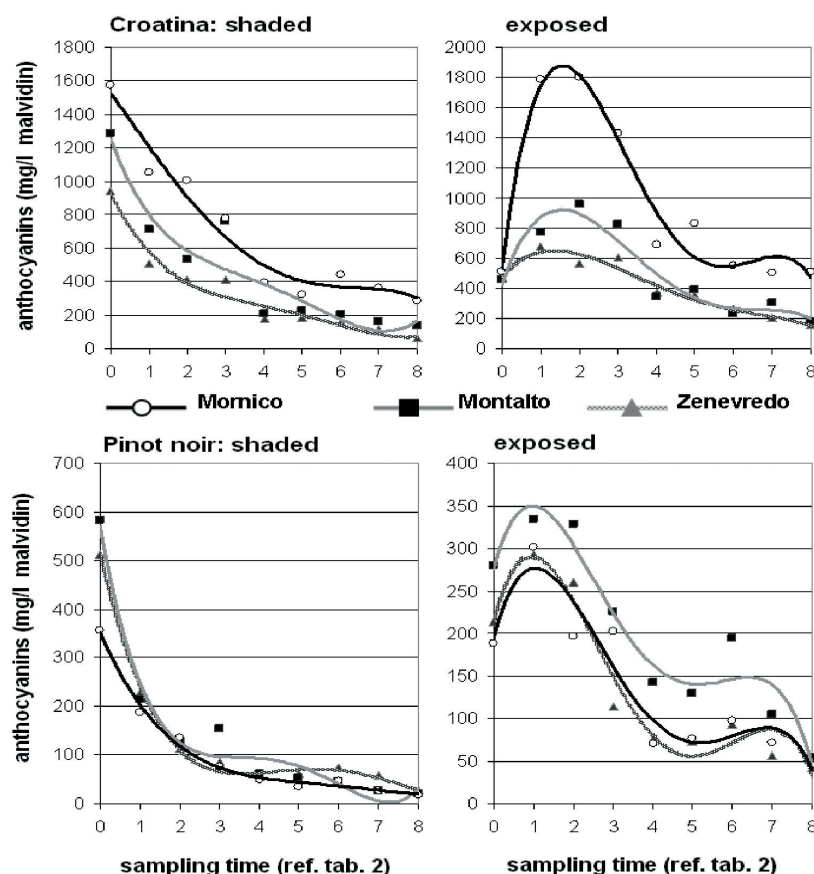 Croatina: shaded
exposed
anthocyanins (mg/l malvidin)
1800
1600
1400
1200
1000
800
600
400
200
0
0 1 2 3 4 5 6 7 8
2000
1800
1600
1400
1200
1000
800
600
400
200
0
0 1 2 3 4 5 6 7 8
Mornico Montalto Zenevredo
Pinot noir: shaded
exposed
anthocyanins (mg/l malvidin)
700
600
500
400
300
200
100
0
0 1 2 3 4 5 6 7 8
400
350
300
250
200
150
100
50
0
0 1 2 3 4 5 6 7 8
sampling time (ref. tab. 2)
sampling time (ref. tab. 2)